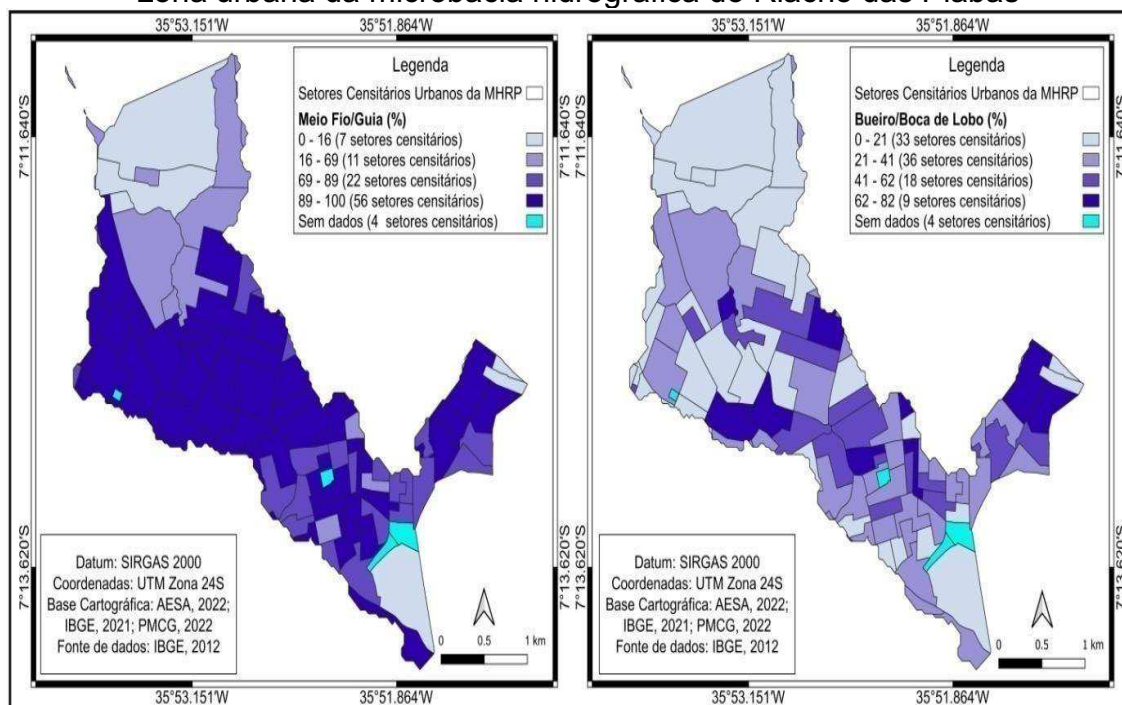 zona urbana da microbacia hidrográfica do Riacho das Piabas
35°53.151'W 35°51.864'W
7°11.640'S
7°13.620'S
Legenda
Setores Censitários Urbanos da MHRP
Meio Fio/Guia (%)
0 - 16 (7 setores censitários)
16 - 69 (11 setores censitários)
69 - 89 (22 setores censitários)
89 - 100 (56 setores censitários)
Sem dados (4 setores censitários)
Datum: SIRGAS 2000
Coordenadas: UTM Zona 24S
Base Cartográfica: AESA, 2022;
IBGE, 2021; PMCG, 2022
Fonte de dados: IBGE, 2012
0 0.5 1 km
35°53.151'W 35°51.864'W
35°53.151'W 35°51.864'W
7°11.640'S
7°13.620'S
Legenda
Setores Censitários Urbanos da MHRP
Bueiro/Boca de Lobo (%)
0 - 21 (33 setores censitários)
21 - 41 (36 setores censitários)
41 - 62 (18 setores censitários)
62 - 82 (9 setores censitários)
Sem dados (4 setores censitários)
7°11.640'S
7°13.620'S
Datum: SIRGAS 2000
Coordenadas: UTM Zona 24S
Base Cartográfica: AESA, 2022;
IBGE, 2021; PMCG, 2022
Fonte de dados: IBGE, 2012
0 0.5 1 km
35°53.151'W 35°51.864'W